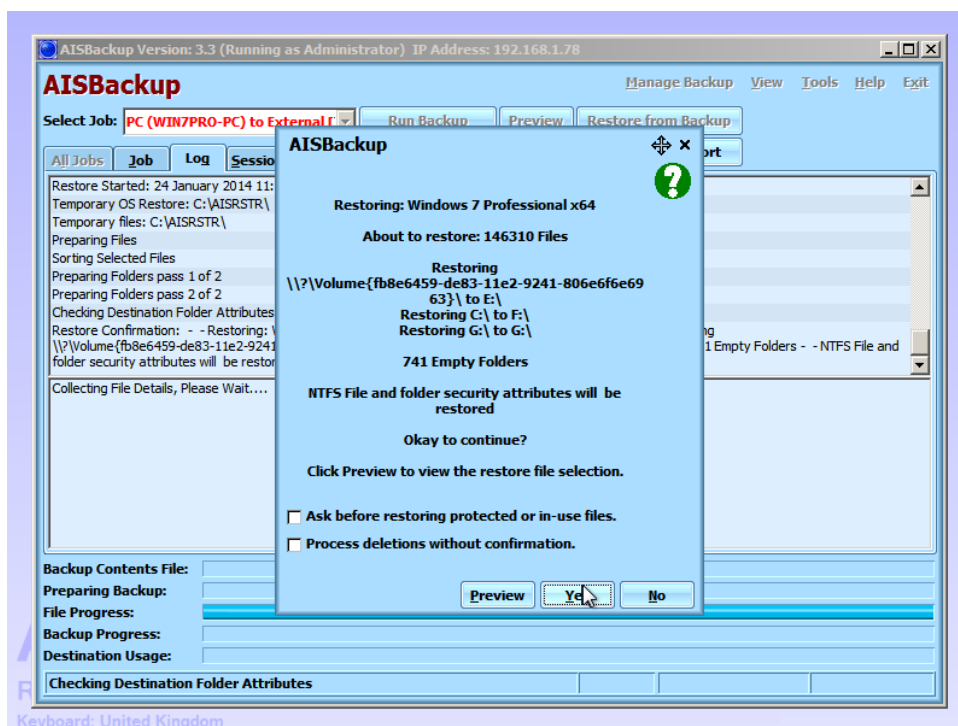 AISBackup Version: 3.3 (Running as Administrator) IP Address: 192.168.1.78
AISBackup
Manage Backup View Tools Help Exit
Select Job: PC (WIN7PRO-PC) to External Run Backup Preview Restore from Backup
All Jobs Job Log Sessio ort
Restore Started: 24 January 2014 11:
Temporary OS Restore: C:\AISRSTR\
Temporary files: C:\AISRSTR\
Preparing Files
Sorting Selected Files
Preparing Folders pass 1 of 2
Preparing Folders pass 2 of 2
Checking Destination Folder Attributes
Restore Confirmation: - - Restoring: ng
\\?\Volume{fb8e6459-de83-11e2-9241 1 Empty Folders - - NTFS File and
folder security attributes will be restor
Collecting File Details, Please Wait....
AISBackup
Restoring: Windows 7 Professional x64
About to restore: 146310 Files
Restoring
\\?\Volume{fb8e6459-de83-11e2-9241-806e6f6e69
63}\ to E:\
Restoring C:\ to F:\
Restoring G:\ to G:\
741 Empty Folders
NTFS File and folder security attributes will be
restored
Okay to continue?
Click Preview to view the restore file selection.
Ask before restoring protected or in-use files.
Process deletions without confirmation.
Preview Yes No
Backup Contents File:
Preparing Backup:
File Progress:
Backup Progress:
Destination Usage:
Checking Destination Folder Attributes
Keyboard: United Kingdom